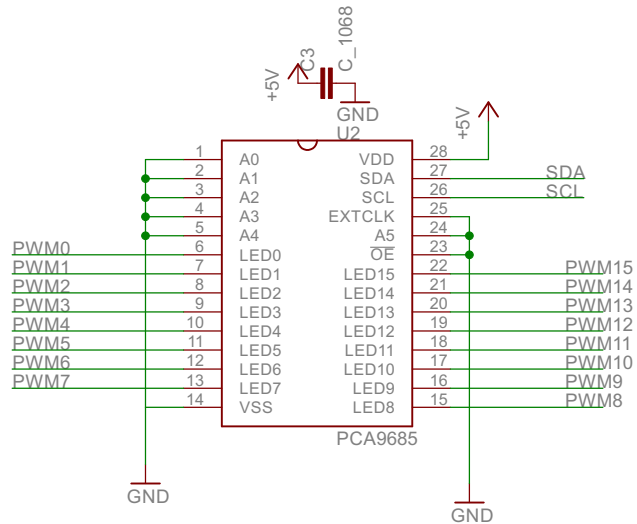 +5V C3 C_1068
GND
U2
+5V
1 A0 VDD 28
2 A1 SDA 27 SDA
3 A2 SCL 26 SCL
4 A3 EXTCLK 25
5 A4 A5 24
PWM0 6 LED0 OE 23
PWM1 7 LED1 LED15 22 PWM15
PWM2 8 LED2 LED14 21 PWM14
PWM3 9 LED3 LED13 20 PWM13
PWM4 10 LED4 LED12 19 PWM12
PWM5 11 LED5 LED11 18 PWM11
PWM6 12 LED6 LED10 17 PWM10
PWM7 13 LED7 LED9 16 PWM9
14 VSS LED8 15 PWM8
PCA9685
GND
GND